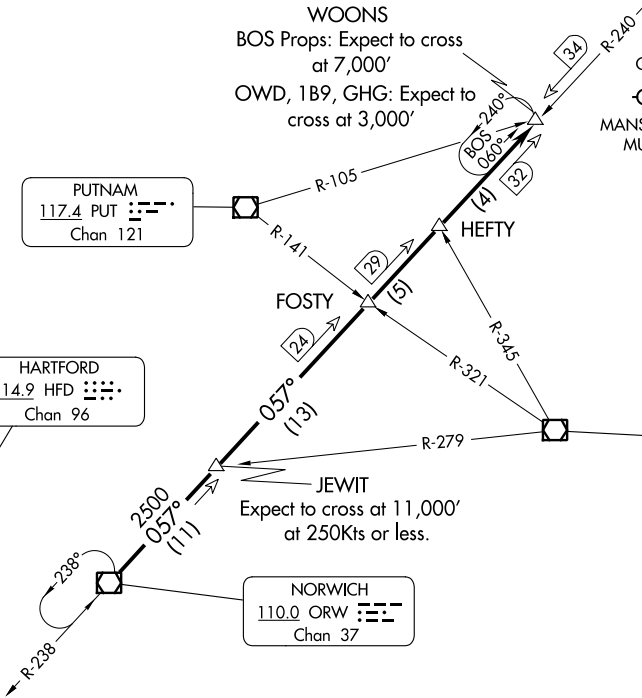 WOONS
BOS Props: Expect to cross
at 7,000′
OWD, 1B9, GHG: Expect to
cross at 3,000′
34
R-240
240°
BOS
060°
32
(4)
MANS
MU
R-105
PUTNAM
117.4 PUT
Chan 121
R-141
HEFTY
29
(5)
FOSTY
24
R-345
R-321
HARTFORD
14.9 HFD
Chan 96
057°
(13)
R-279
JEWIT
Expect to cross at 11,000′
at 250Kts or less.
2500
057°
(11)
238°
NORWICH
110.0 ORW
Chan 37
R-238